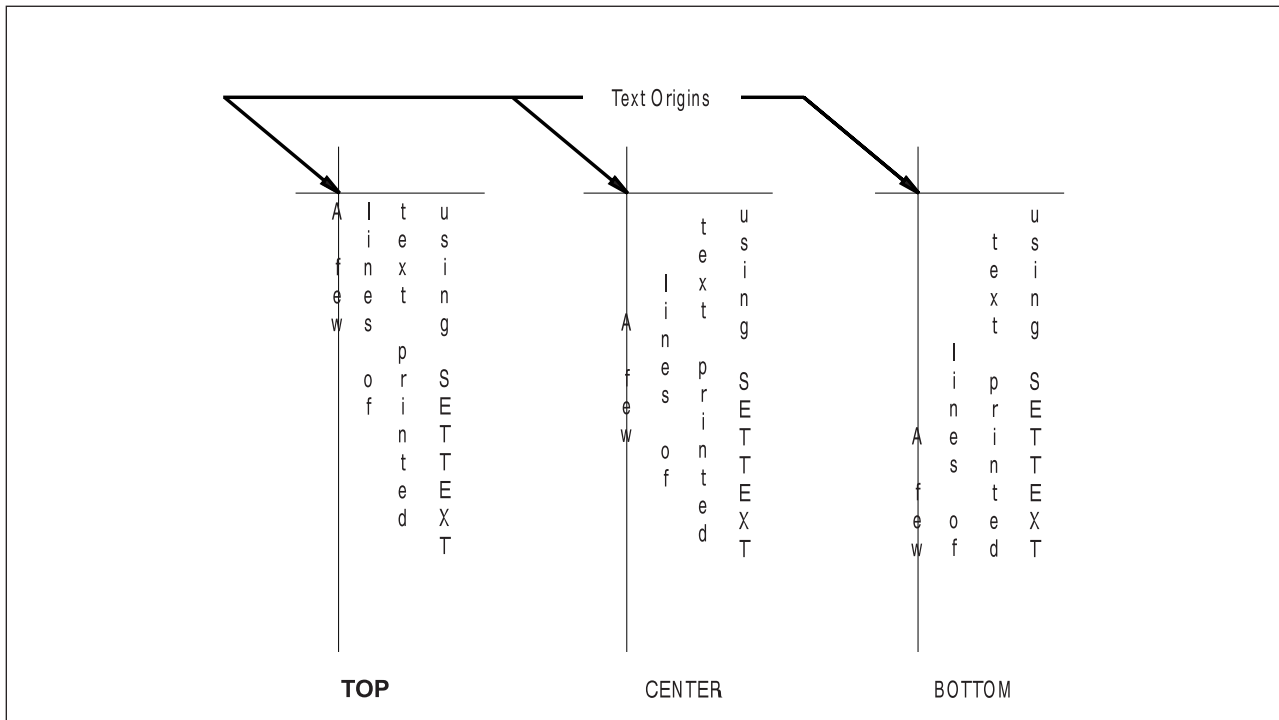 Text Origins
A few
lines of
text printed
using SETTEXT
A few
lines of
text printed
using SETTEXT
A few
lines of
text printed
using SETTEXT
TOP
CENTER
BOTTOM